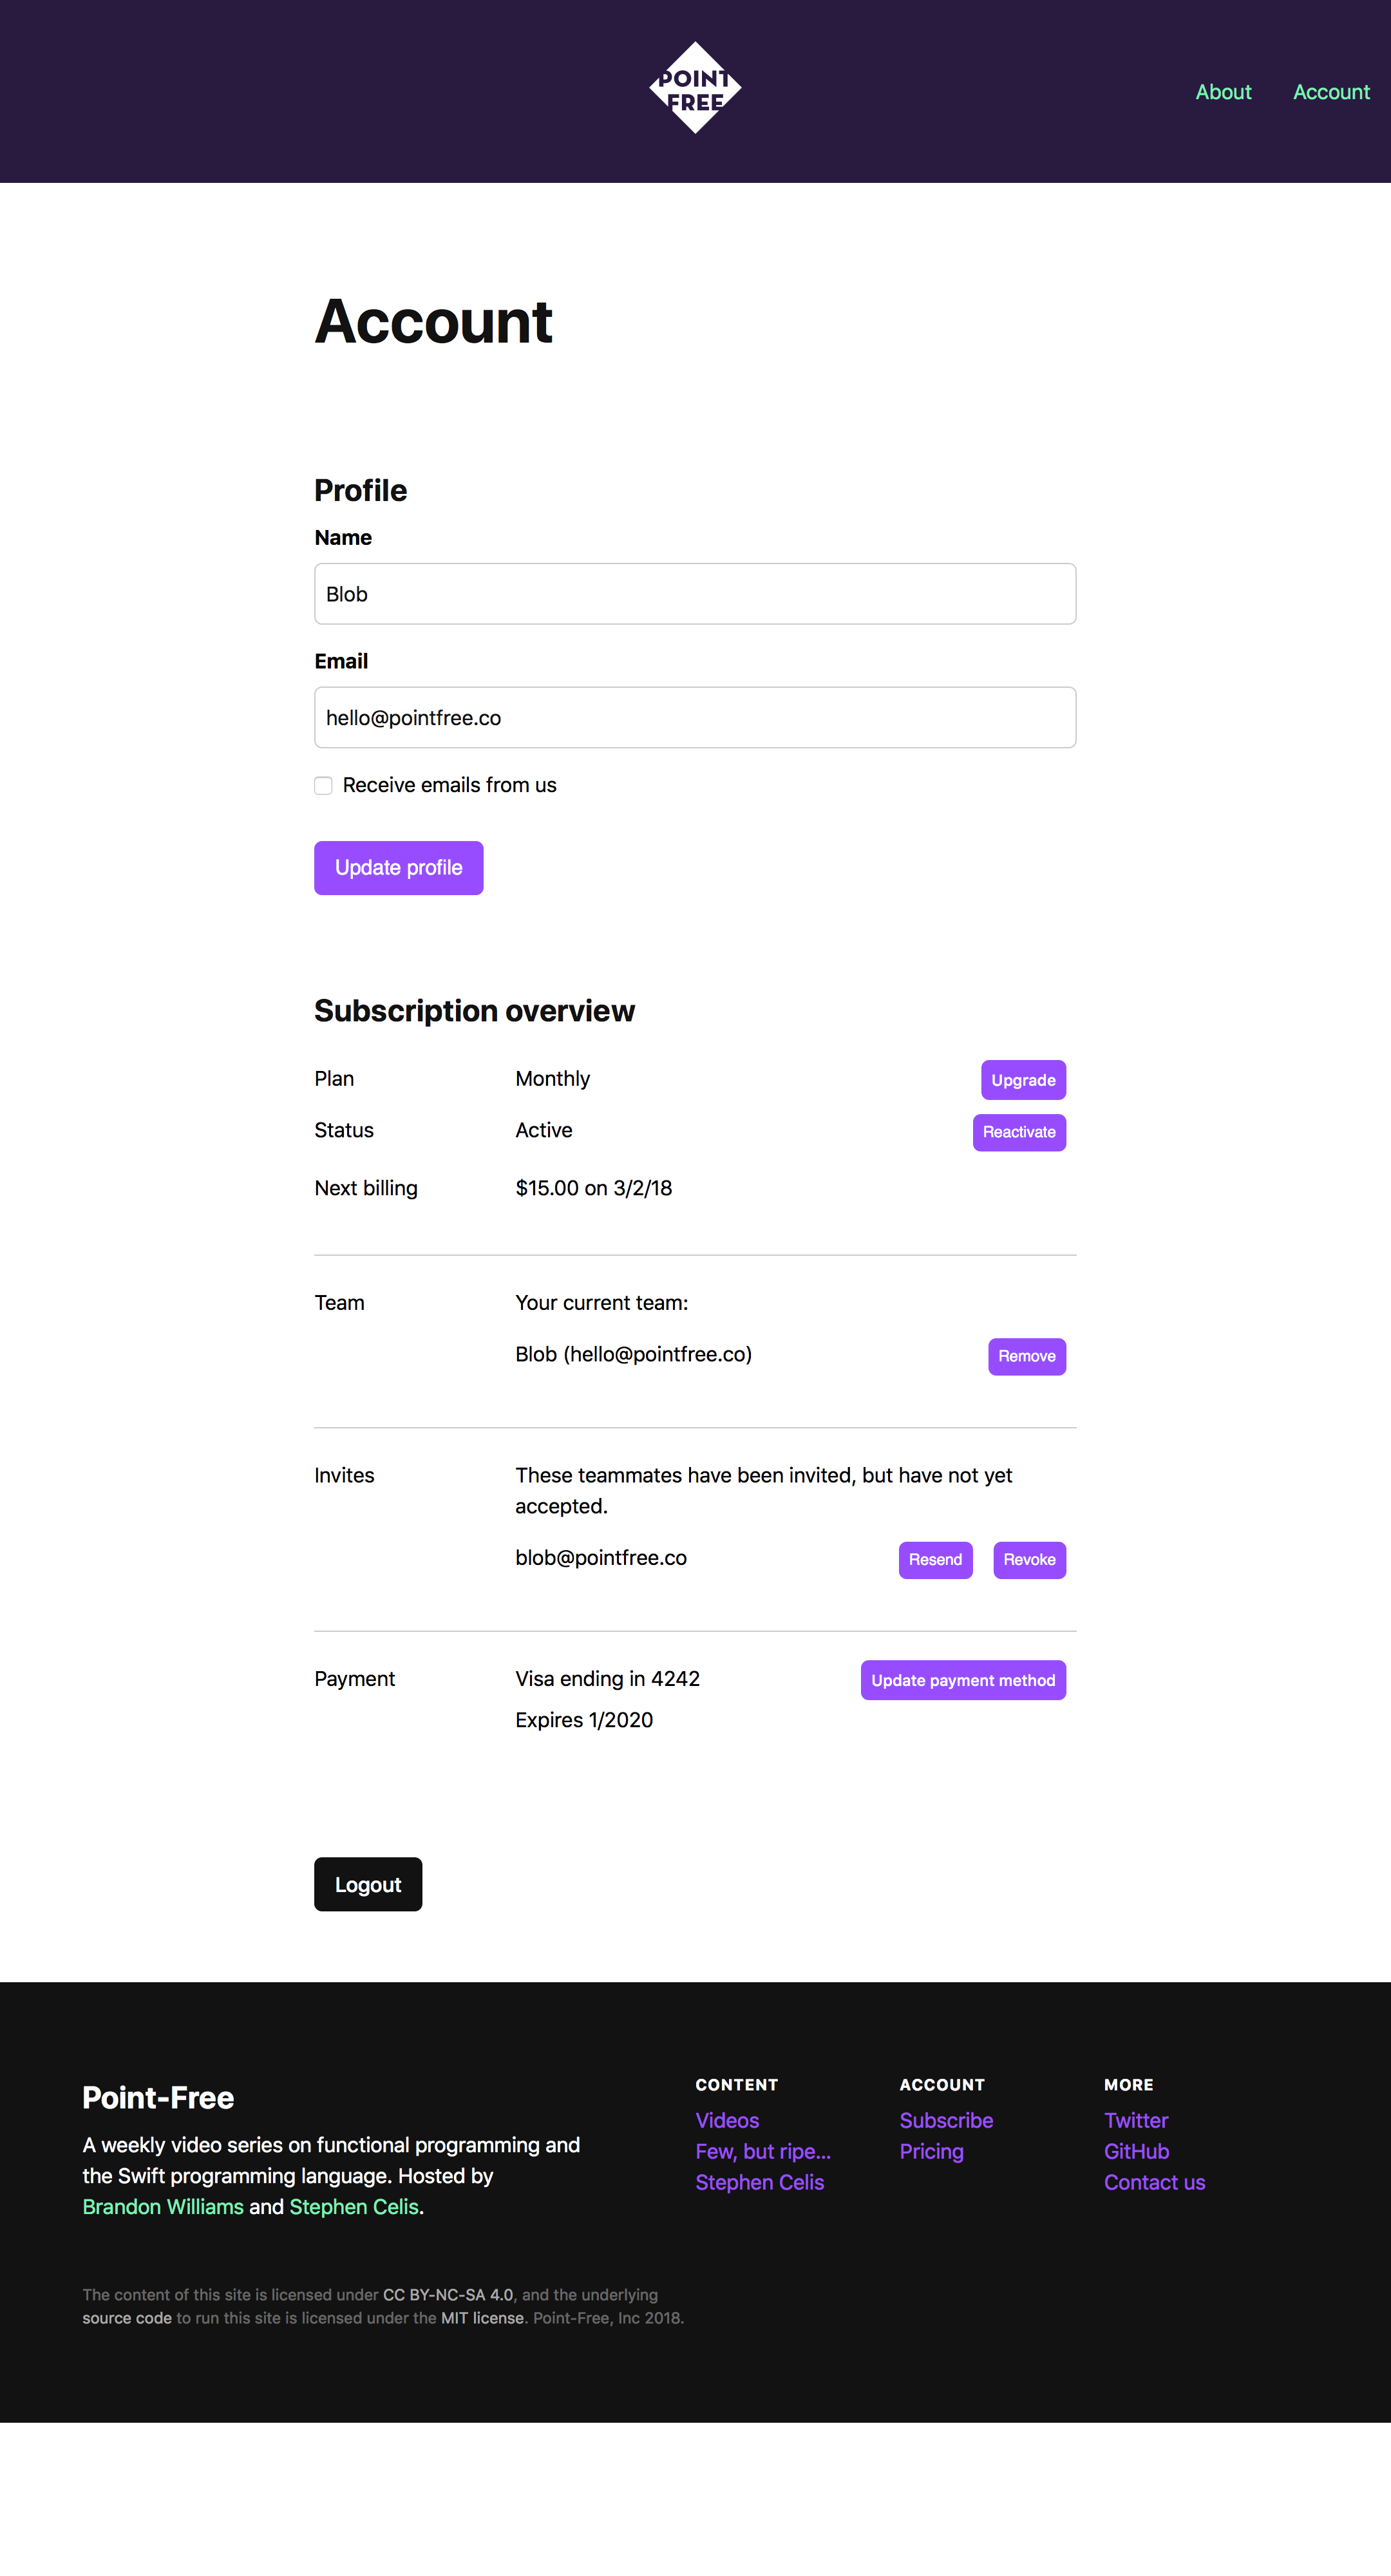 POINT
FREE
About Account
Account
Profile
Name
Blob
Email
hello@pointfree.co
Receive emails from us
Update profile
Subscription overview
Plan Monthly Upgrade
Status Active Reactivate
Next billing $15.00 on 3/2/18
Team Your current team:
Blob (hello@pointfree.co) Remove
Invites These teammates have been invited, but have not yet
accepted.
blob@pointfree.co Resend Revoke
Payment Visa ending in 4242 Update payment method
Expires 1/2020
Logout
Point-Free
A weekly video series on functional programming and
the Swift programming language. Hosted by
Brandon Williams and Stephen Celis.
CONTENT
Videos
Few, but ripe...
Stephen Celis
ACCOUNT
Subscribe
Pricing
MORE
Twitter
GitHub
Contact us
The content of this site is licensed under CC BY-NC-SA 4.0, and the underlying
source code to run this site is licensed under the MIT license. Point-Free, Inc 2018.